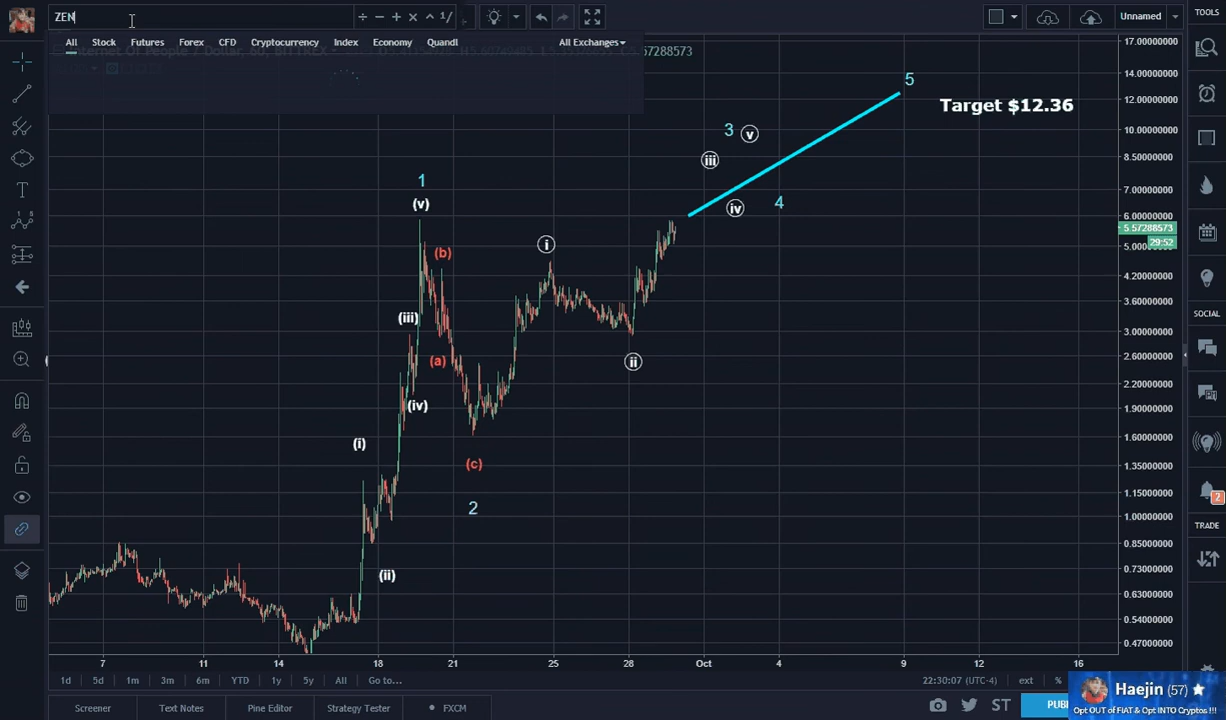 ZEN
÷ − + × ^ 1/
Unnamed
TOOLS
All Stock Futures Forex CFD Cryptocurrency Index Economy Quandl All Exchanges
17.00000000
14.00000000
12.00000000
10.00000000
8.50000000
7.00000000
6.00000000
5.57288573
29:52
4.20000000
3.60000000
3.00000000
2.60000000
2.20000000
1.90000000
1.60000000
1.35000000
1.15000000
1.00000000
0.85000000
0.73000000
0.63000000
0.54000000
0.47000000
5
Target $12.36
3 v
iii
1
(v)
iv
4
i
(b)
(iii)
(a)
ii
(iv)
(i)
(c)
2
(ii)
SOCIAL
2
TRADE
7 11 14 18 21 25 28 Oct 4 9 12 16
1d 5d 1m 3m 6m YTD 1y 5y All Go to... 22:30:07 (UTC-4) ext %
Screener Text Notes Pine Editor Strategy Tester FXCM ST
Haejin (57)
Opt OUT of FIAT & Opt INTO Cryptos !!!